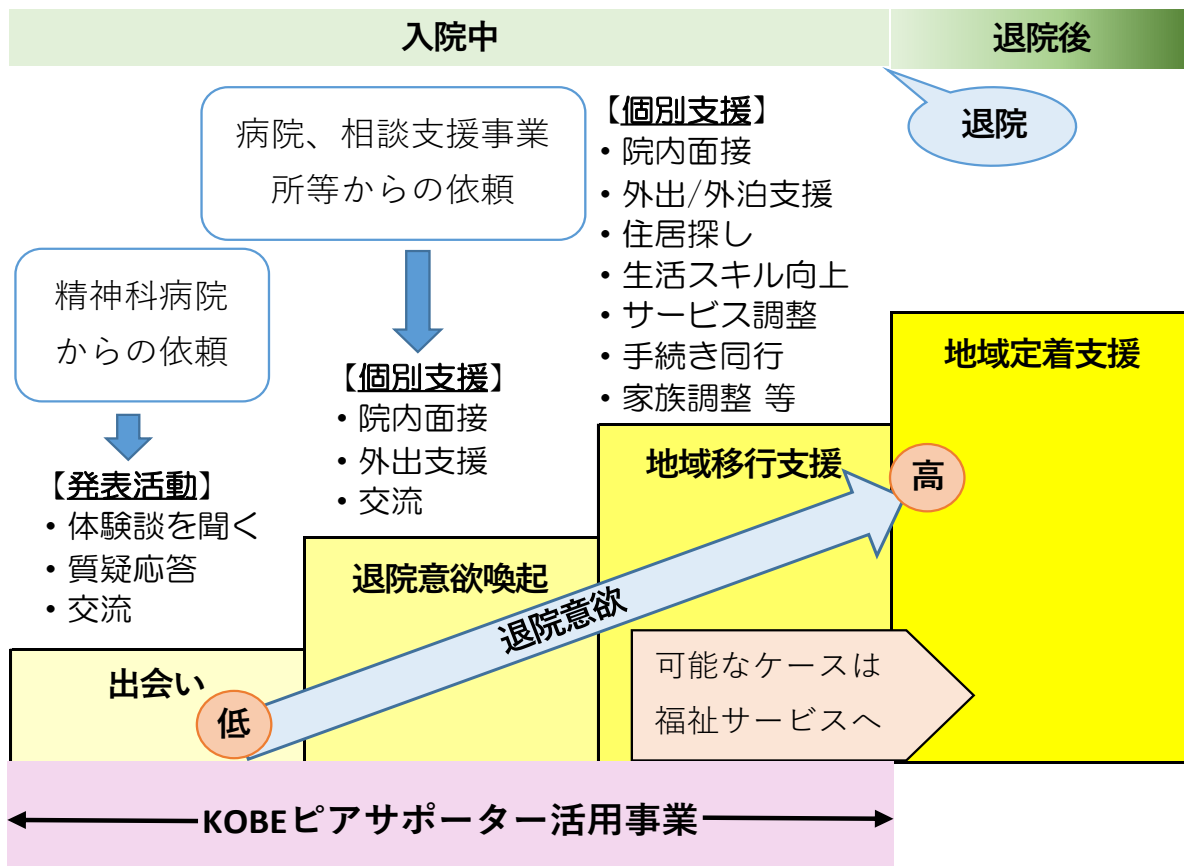 入院中
退院後
退院
病院、相談支援事業
所等からの依頼
精神科病院
からの依頼
【発表活動】
・体験談を聞く
・質疑応答
・交流
【個別支援】
・院内面接
・外出支援
・交流
【個別支援】
・院内面接
・外出/外泊支援
・住居探し
・生活スキル向上
・サービス調整
・手続き同行
・家族調整 等
出会い
退院意欲喚起
地域移行支援
地域定着支援
低
退院意欲
高
可能なケースは
福祉サービスへ
KOBEピアサポーター活用事業